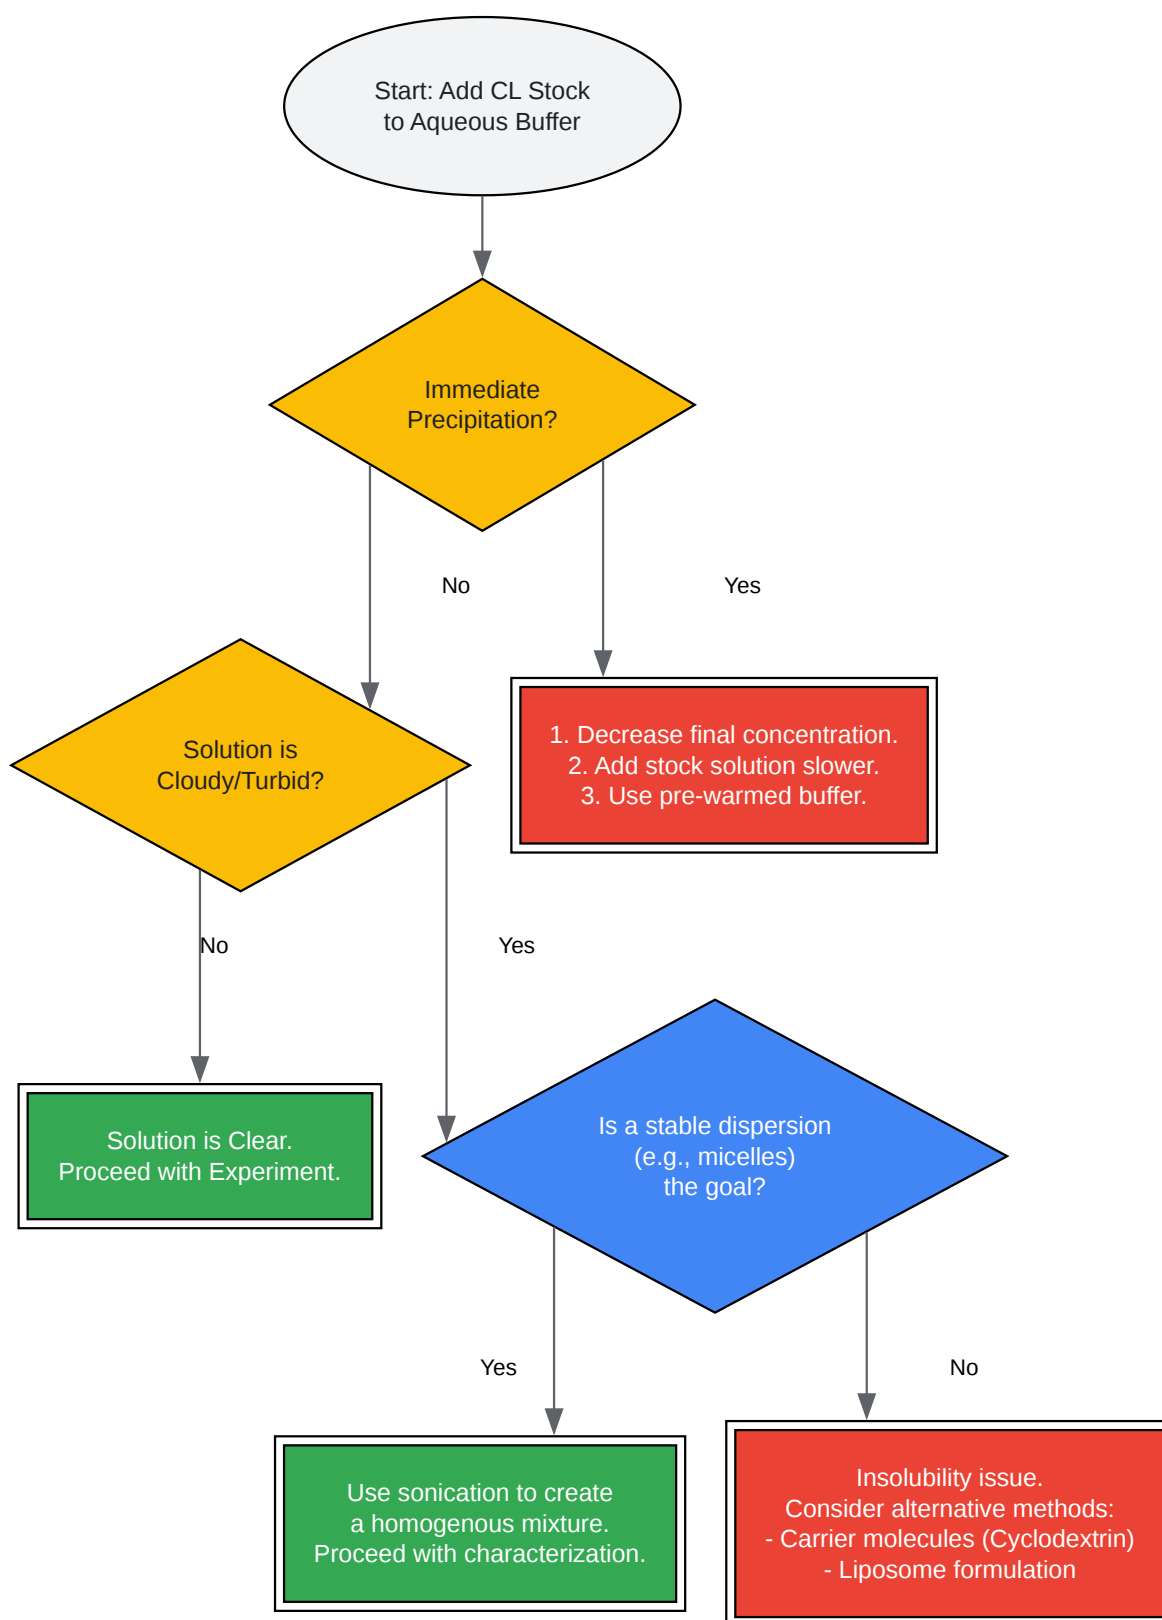 Start: Add CL Stock
to Aqueous Buffer
Immediate
Precipitation?
No
Yes
Solution is
Cloudy/Turbid?
1. Decrease final concentration.
2. Add stock solution slower.
3. Use pre-warmed buffer.
No
Yes
Solution is Clear.
Proceed with Experiment.
Is a stable dispersion
(e.g., micelles)
the goal?
Yes
No
Use sonication to create
a homogenous mixture.
Proceed with characterization.
Insolubility issue.
Consider alternative methods:
- Carrier molecules (Cyclodextrin)
- Liposome formulation